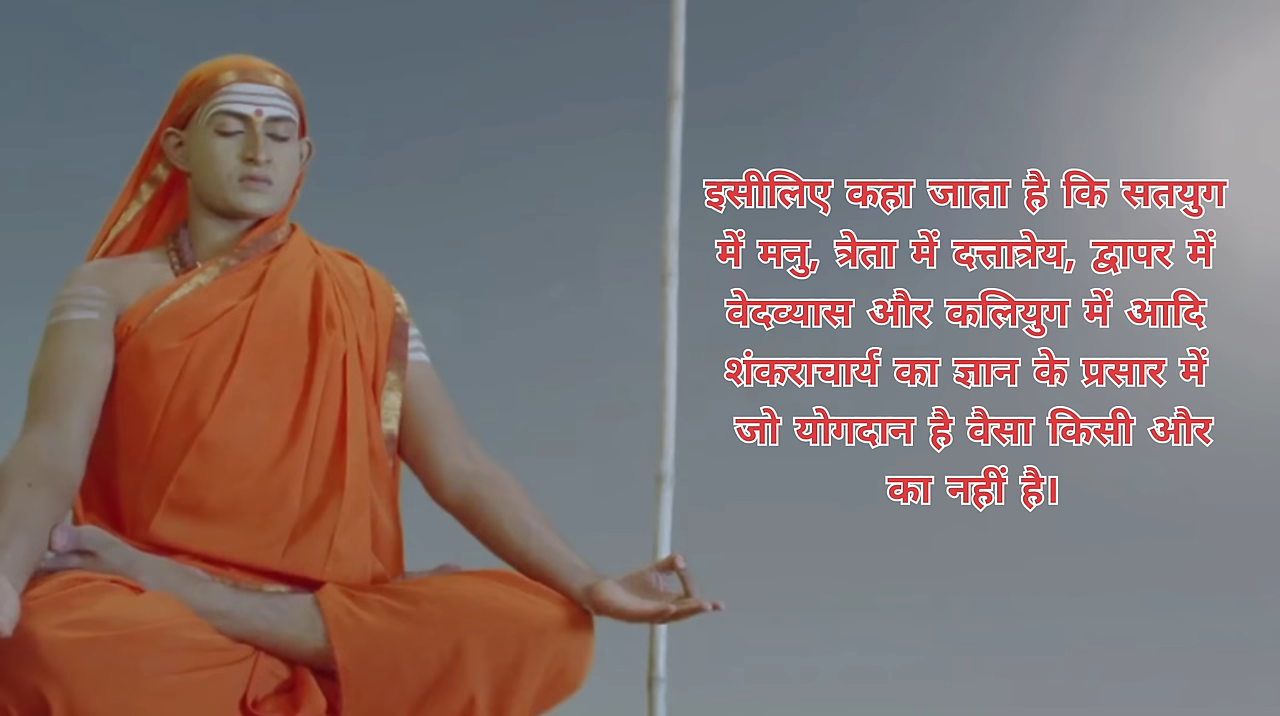 इसीलिए कहा जाता है कि सतयुग
में मनु, त्रेता में दत्तात्रेय, द्वापर में
वेदव्यास और कलियुग में आदि
शंकराचार्य का ज्ञान के प्रसार में
जो योगदान है वैसा किसी और
का नहीं है।